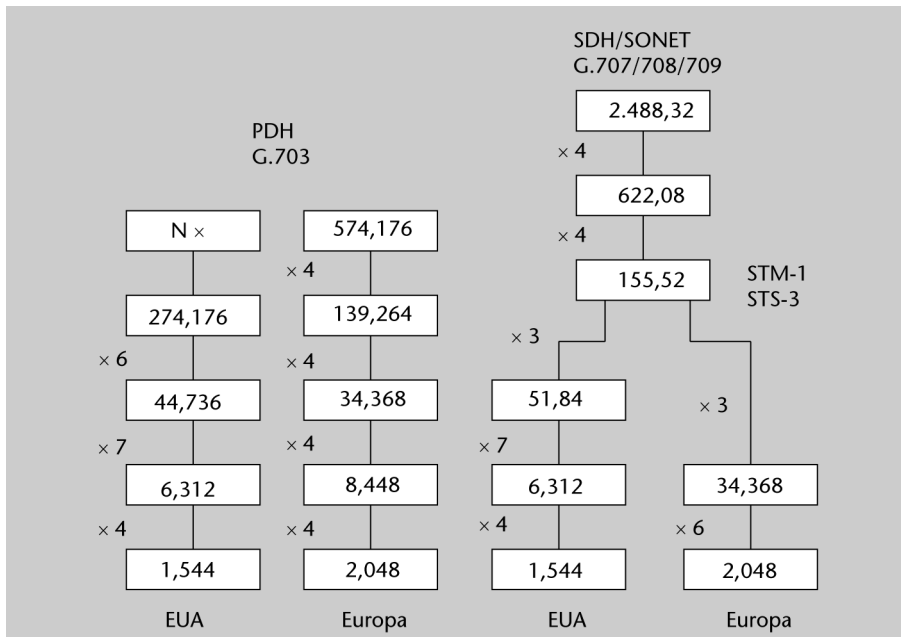 SDH/SONET
G.707/708/709
2.488,32
× 4
622,08
× 4
155,52
STM-1
STS-3
PDH
G.703
N ×
274,176
× 6
44,736
× 7
6,312
× 4
1,544
EUA
574,176
× 4
139,264
× 4
34,368
× 4
8,448
× 4
2,048
Europa
× 3
51,84
× 7
6,312
× 4
1,544
EUA
× 3
34,368
× 6
2,048
Europa